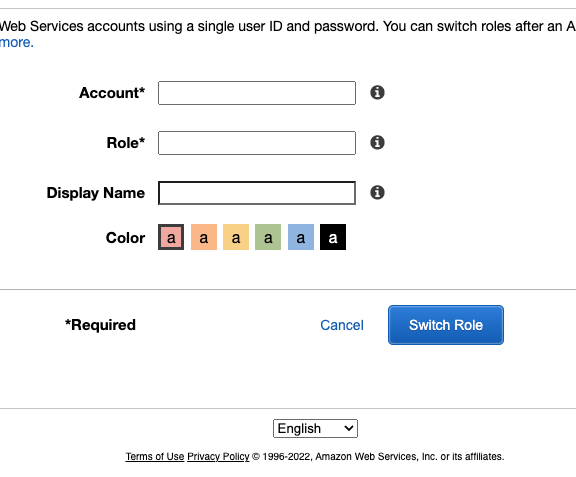 Web Services accounts using a single user ID and password. You can switch roles after an A
more.
Account*
Role*
Display Name
Color a a a a a a
*Required Cancel Switch Role
English
Terms of Use Privacy Policy © 1996-2022, Amazon Web Services, Inc. or its affiliates.